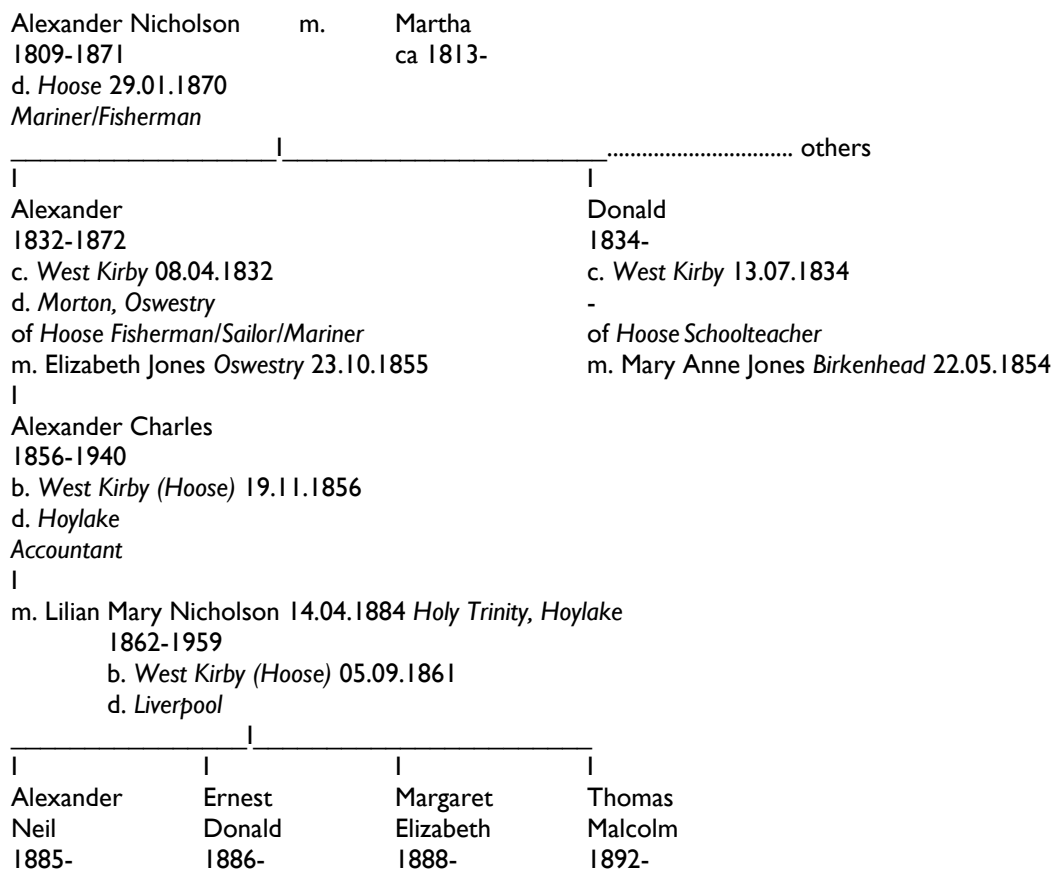 Alexander Nicholson m. Martha
1809-1871 ca 1813-
d. Hoose 29.01.1870
Mariner/Fisherman
___________________I_______________________................................ others
I I
Alexander Donald
1832-1872 1834-
c. West Kirby 08.04.1832 c. West Kirby 13.07.1834
d. Morton, Oswestry -
of Hoose Fisherman/Sailor/Mariner of Hoose Schoolteacher
m. Elizabeth Jones Oswestry 23.10.1855 m. Mary Anne Jones Birkenhead 22.05.1854
I
Alexander Charles
1856-1940
b. West Kirby (Hoose) 19.11.1856
d. Hoylake
Accountant
I
m. Lilian Mary Nicholson 14.04.1884 Holy Trinity, Hoylake
1862-1959
b. West Kirby (Hoose) 05.09.1861
d. Liverpool
_________________I_________________________
I I I I
Alexander Ernest Margaret Thomas
Neil Donald Elizabeth Malcolm
1885- 1886- 1888- 1892-